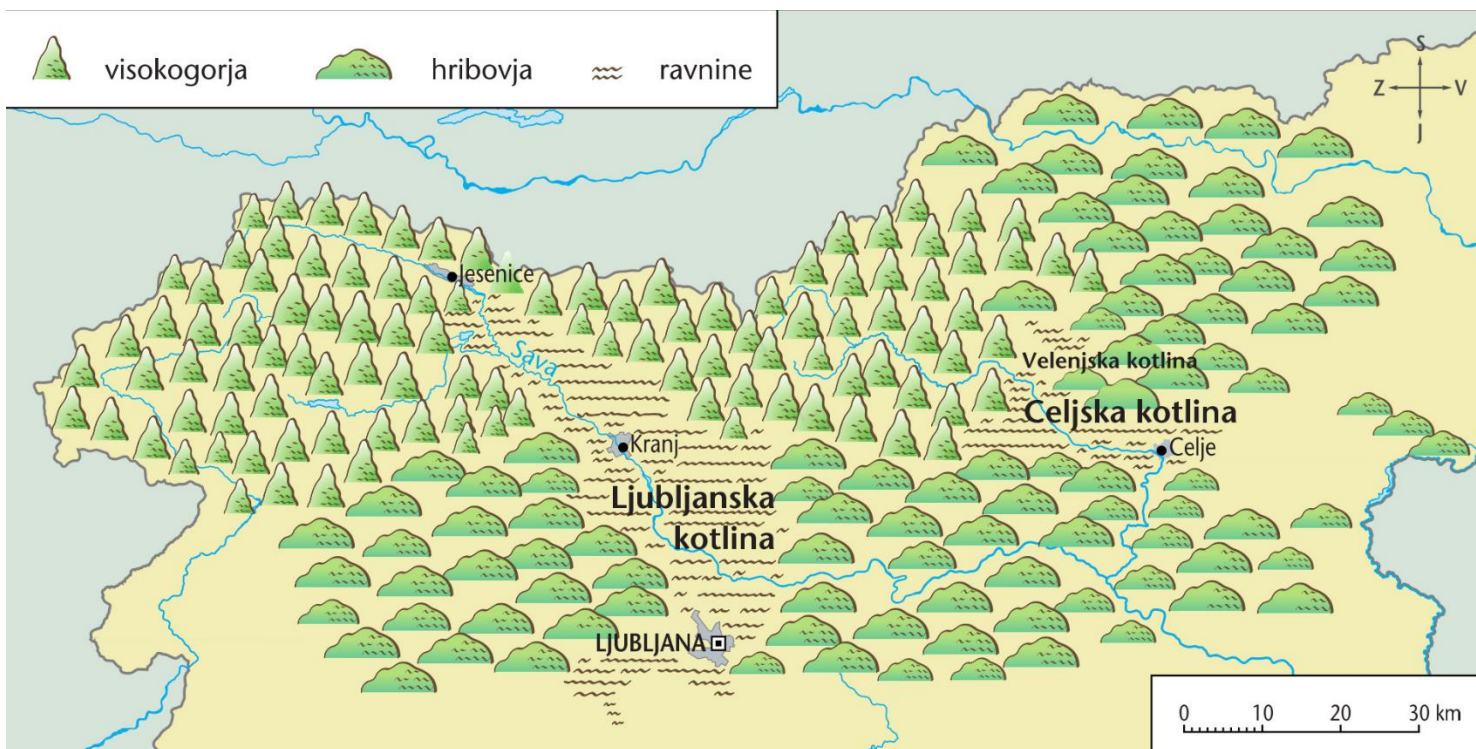 visokogorja
hribovja
ravnine
S
Z
V
J
Jesenice
Sava
Velenjska kotlina
Celjska kotlina
Kranj
Celje
Ljubljanska
kotlina
LJUBLJANA
0 10 20 30 km